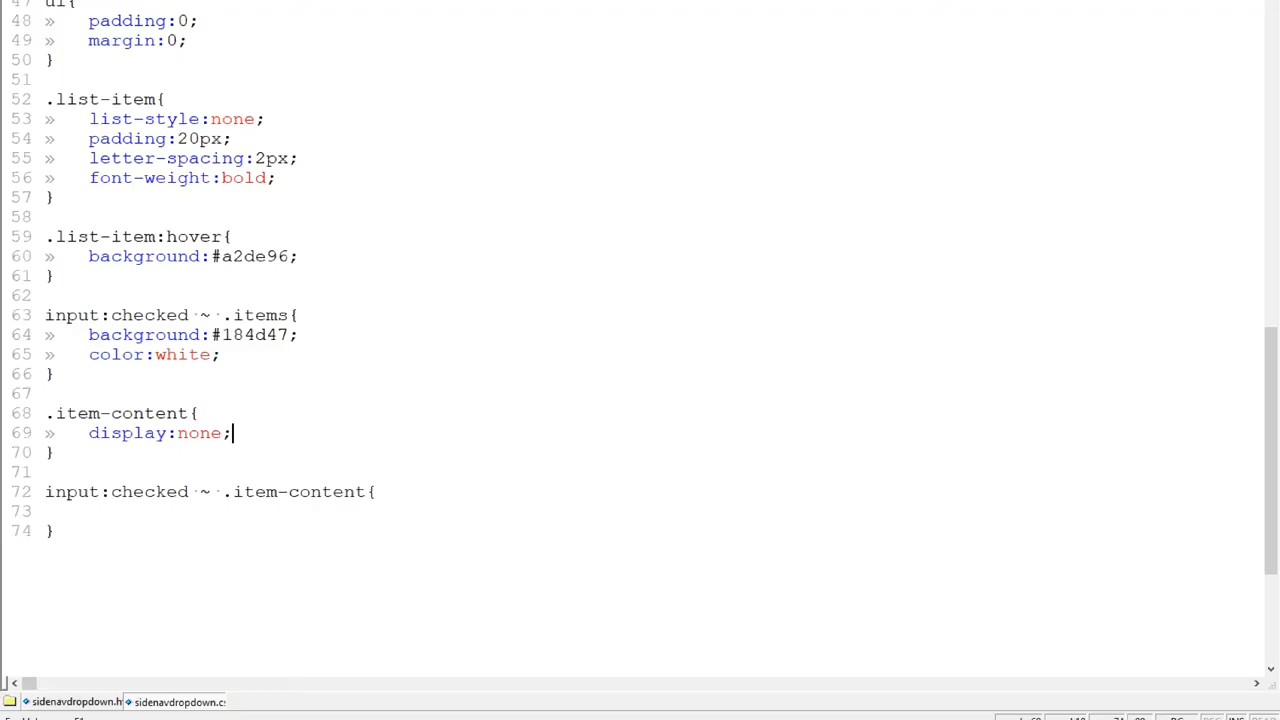 47 ul{
48 » padding:0;
49 » margin:0;
50 }
51
52 .list-item{
53 » list-style:none;
54 » padding:20px;
55 » letter-spacing:2px;
56 » font-weight:bold;
57 }
58
59 .list-item:hover{
60 » background:#a2de96;
61 }
62
63 input:checked ~ .items{
64 » background:#184d47;
65 » color:white;
66 }
67
68 .item-content{
69 » display:none;
70 }
71
72 input:checked ~ .item-content{
73
74 }
sidenavdropdown.h sidenavdropdown.cs